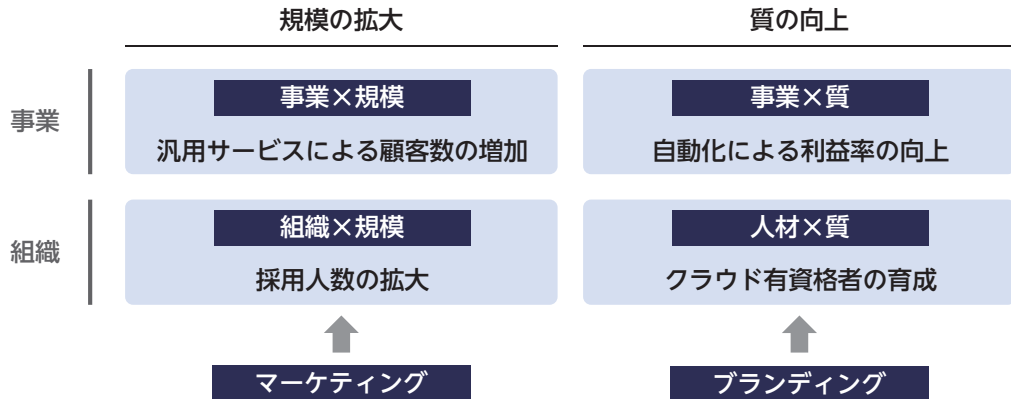 規模の拡大
質の向上
事業
事業×規模
汎用サービスによる顧客数の増加
事業×質
自動化による利益率の向上
組織
組織×規模
採用人数の拡大
人材×質
クラウド有資格者の育成
マーケティング
ブランディング